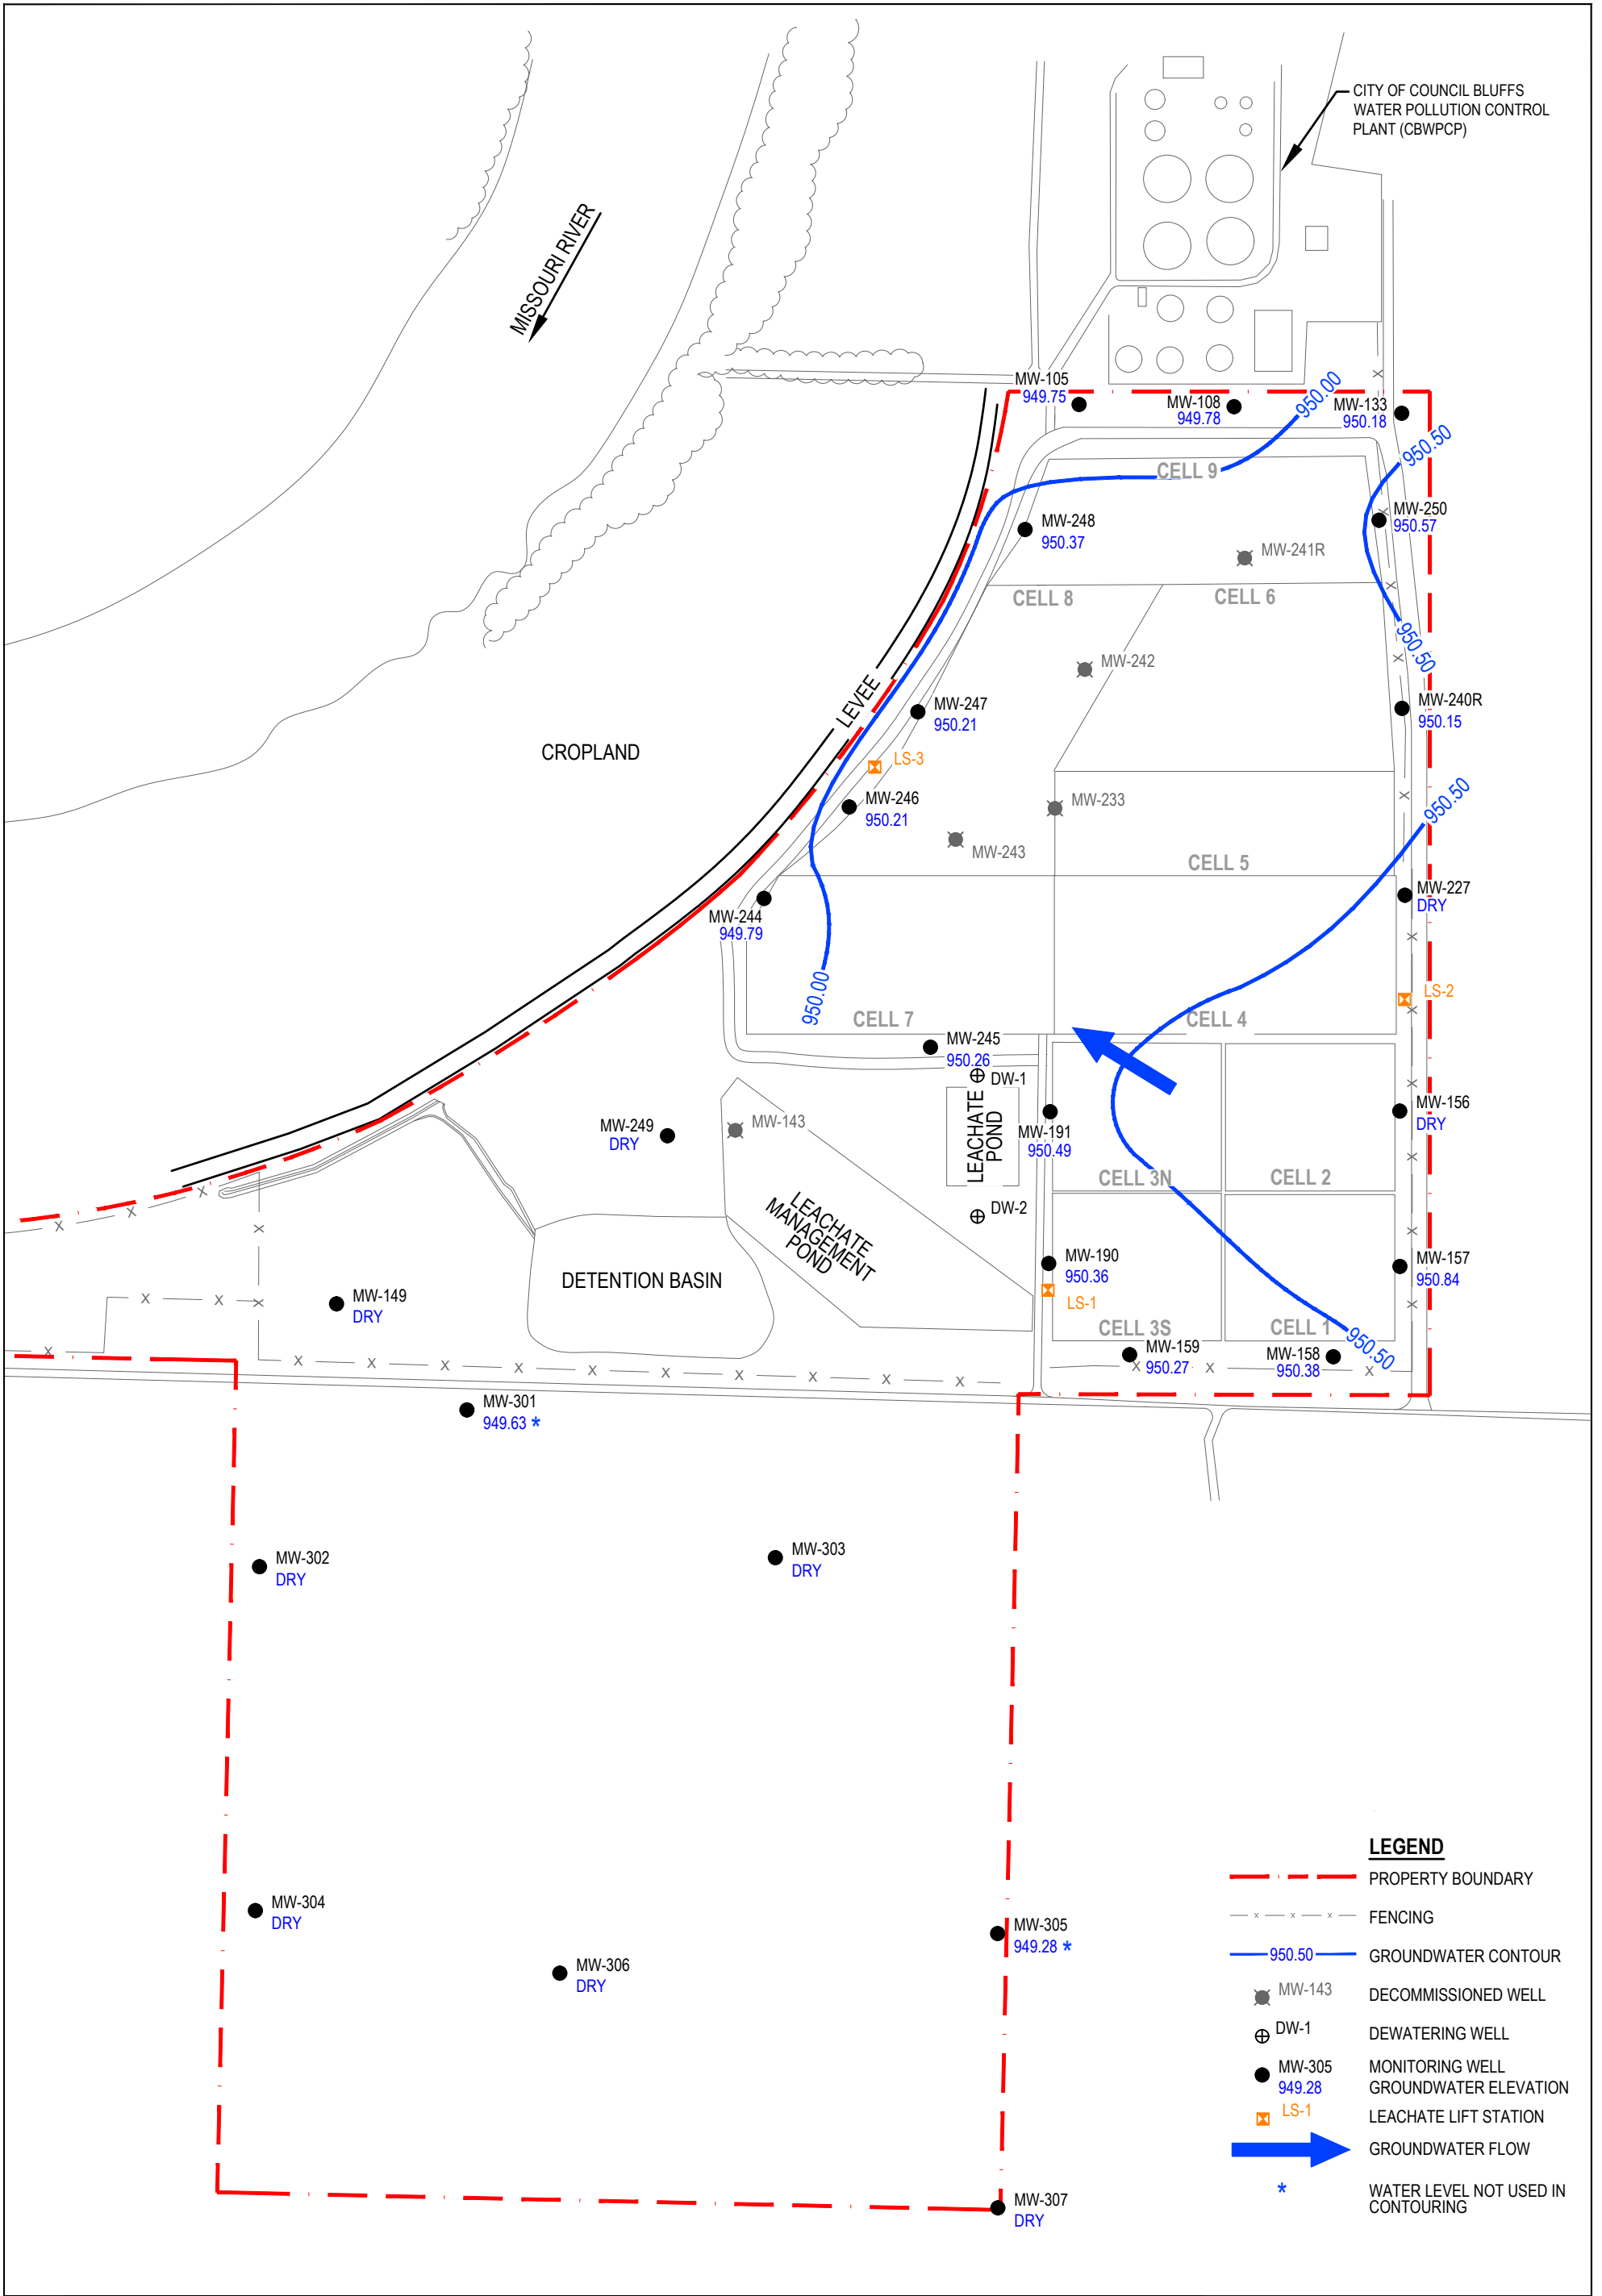 CITY OF COUNCIL BLUFFS
WATER POLLUTION CONTROL
PLANT (CBWPCP)
MISSOURI RIVER
MW-105
949.75
MW-108
949.78
950.00
MW-133
950.18
950.50
CELL 9
MW-248
950.37
MW-250
950.57
MW-241R
CELL 8
CELL 6
950.50
MW-242
LEVEE
MW-247
950.21
MW-240R
950.15
CROPLAND
LS-3
MW-246
950.21
MW-233
950.50
MW-243
CELL 5
MW-227
DRY
MW-244
949.79
950.00
LS-2
CELL 7
CELL 4
MW-245
950.26
DW-1
LEACHATE
POND
MW-249
DRY
MW-143
MW-191
950.49
MW-156
DRY
CELL 3N
CELL 2
DW-2
LEACHATE
MANAGEMENT
POND
MW-190
950.36
LS-1
MW-157
950.84
DETENTION BASIN
MW-149
DRY
CELL 3S
CELL 1
950.50
MW-159
950.27
MW-158
950.38
MW-301
949.63 *
MW-302
DRY
MW-303
DRY
MW-304
DRY
MW-305
949.28 *
MW-306
DRY
MW-307
DRY
LEGEND
PROPERTY BOUNDARY
x x x FENCING
950.50 GROUNDWATER CONTOUR
MW-143 DECOMMISSIONED WELL
DW-1 DEWATERING WELL
MW-305 MONITORING WELL
949.28 GROUNDWATER ELEVATION
LS-1 LEACHATE LIFT STATION
GROUNDWATER FLOW
* WATER LEVEL NOT USED IN
CONTOURING